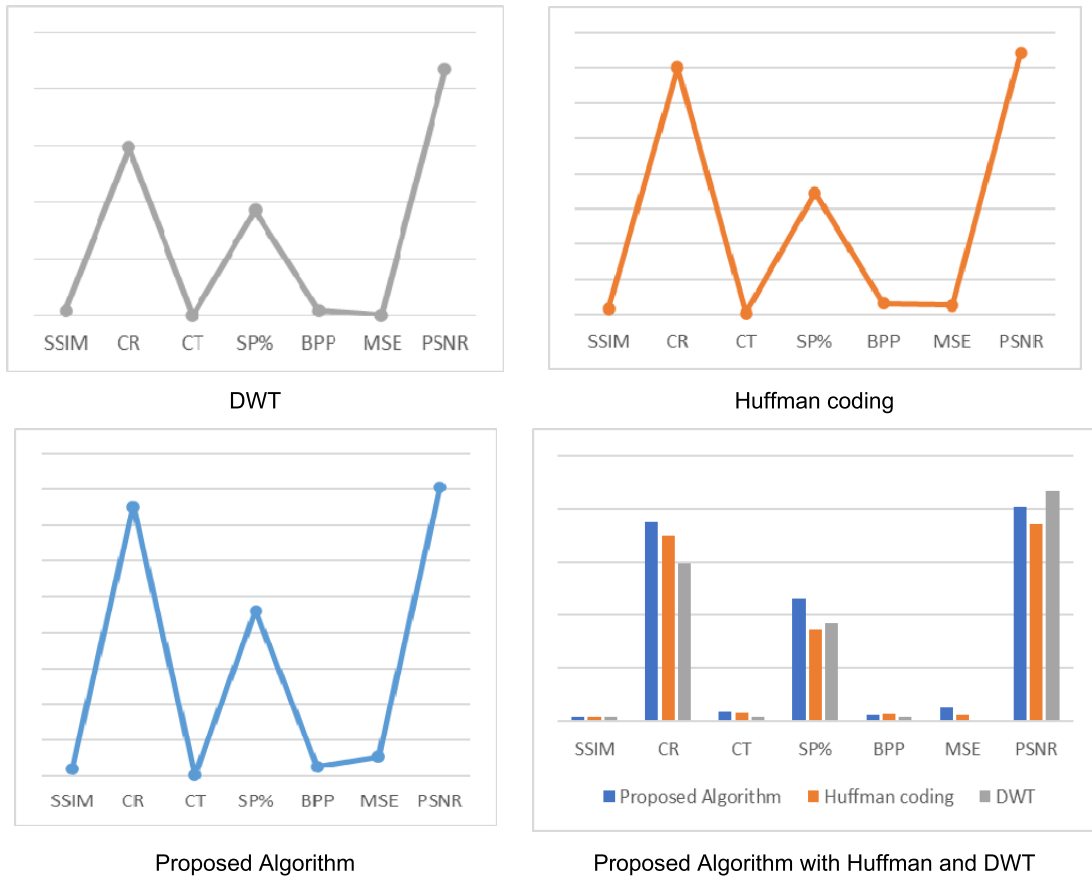 SSIM CR CT SP% BPP MSE PSNR
DWT
SSIM CR CT SP% BPP MSE PSNR
Huffman coding
SSIM CR CT SP% BPP MSE PSNR
Proposed Algorithm
SSIM CR CT SP% BPP MSE PSNR
Proposed Algorithm Huffman coding DWT
Proposed Algorithm with Huffman and DWT